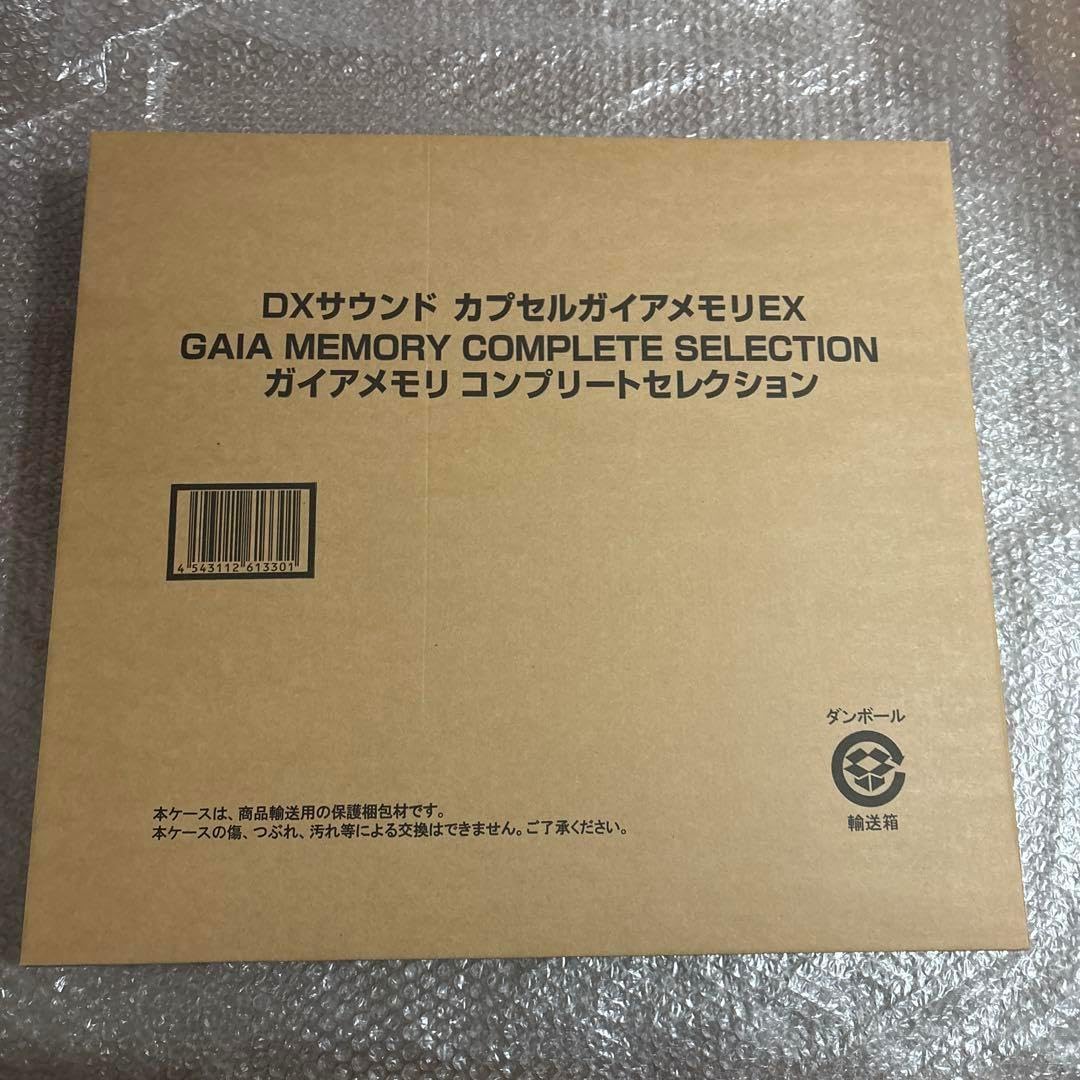 DXサウンド カプセルガイアメモリEX
GAIA MEMORY COMPLETE SELECTION
ガイアメモリ コンプリートセレクション
4 543112 613301
ダンボール
輸送箱
本ケースは、商品輸送用の保護梱包材です。
本ケースの傷、つぶれ、汚れ等による交換はできません。ご了承ください。